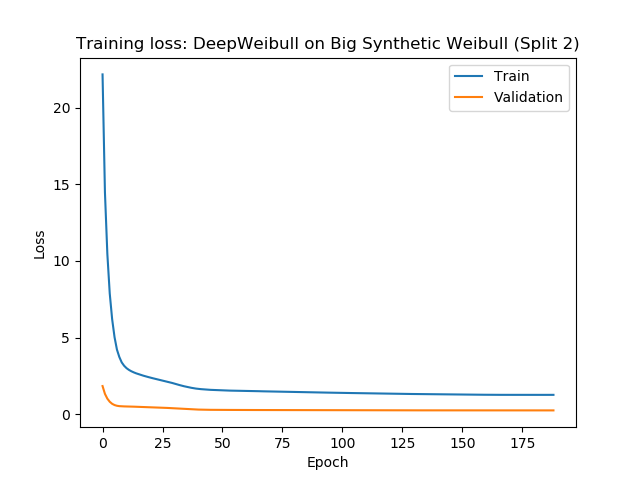 Training loss: DeepWeibull on Big Synthetic Weibull (Split 2)
Train
Validation
Loss
20
15
10
5
0
0 25 50 75 100 125 150 175
Epoch